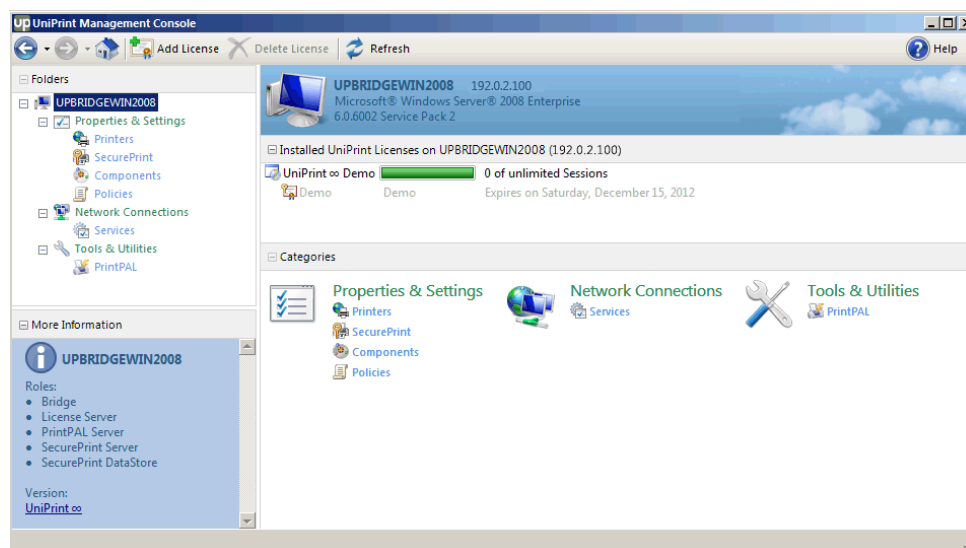 UP UniPrint Management Console
Add License Delete License Refresh Help
Folders
UPBRIDGEWIN2008
Properties & Settings
Printers
SecurePrint
Components
Policies
Network Connections
Services
Tools & Utilities
PrintPAL
More Information
UPBRIDGEWIN2008
Roles:
• Bridge
• License Server
• PrintPAL Server
• SecurePrint Server
• SecurePrint DataStore
Version:
UniPrint ∞
UPBRIDGEWIN2008 192.0.2.100
Microsoft® Windows Server® 2008 Enterprise
6.0.6002 Service Pack 2
Installed UniPrint Licenses on UPBRIDGEWIN2008 (192.0.2.100)
UniPrint ∞ Demo 0 of unlimited Sessions
Demo Demo Expires on Saturday, December 15, 2012
Categories
Properties & Settings
Printers
SecurePrint
Components
Policies
Network Connections
Services
Tools & Utilities
PrintPAL